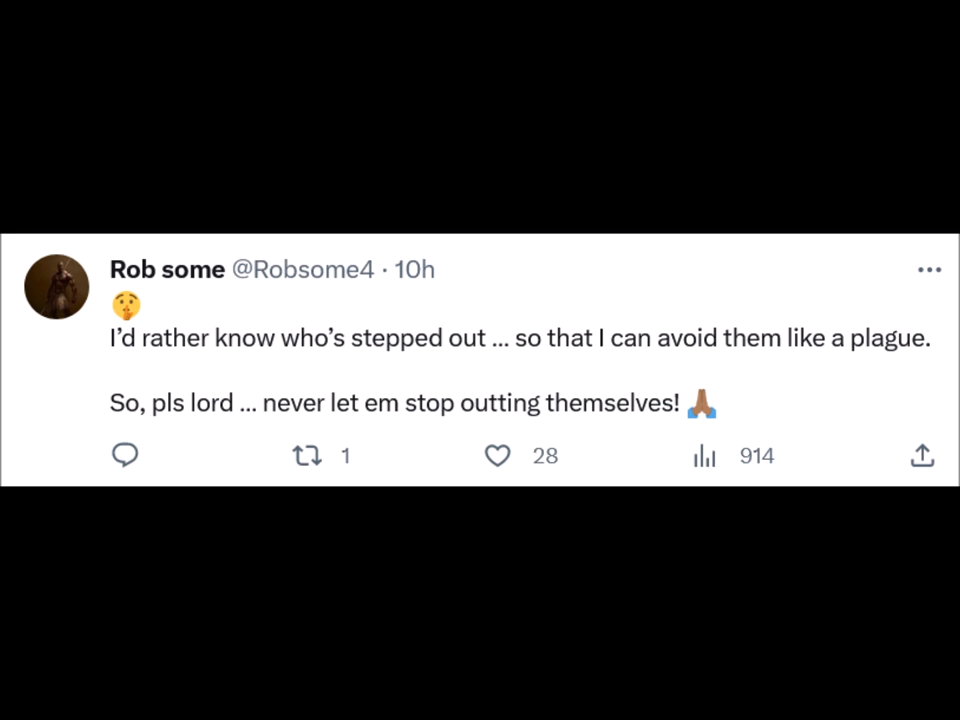 Rob some @Robsome4 · 10h
🤫
I’d rather know who’s stepped out ... so that I can avoid them like a plague.
So, pls lord ... never let em stop outting themselves! 🙏🏾
1 28 914